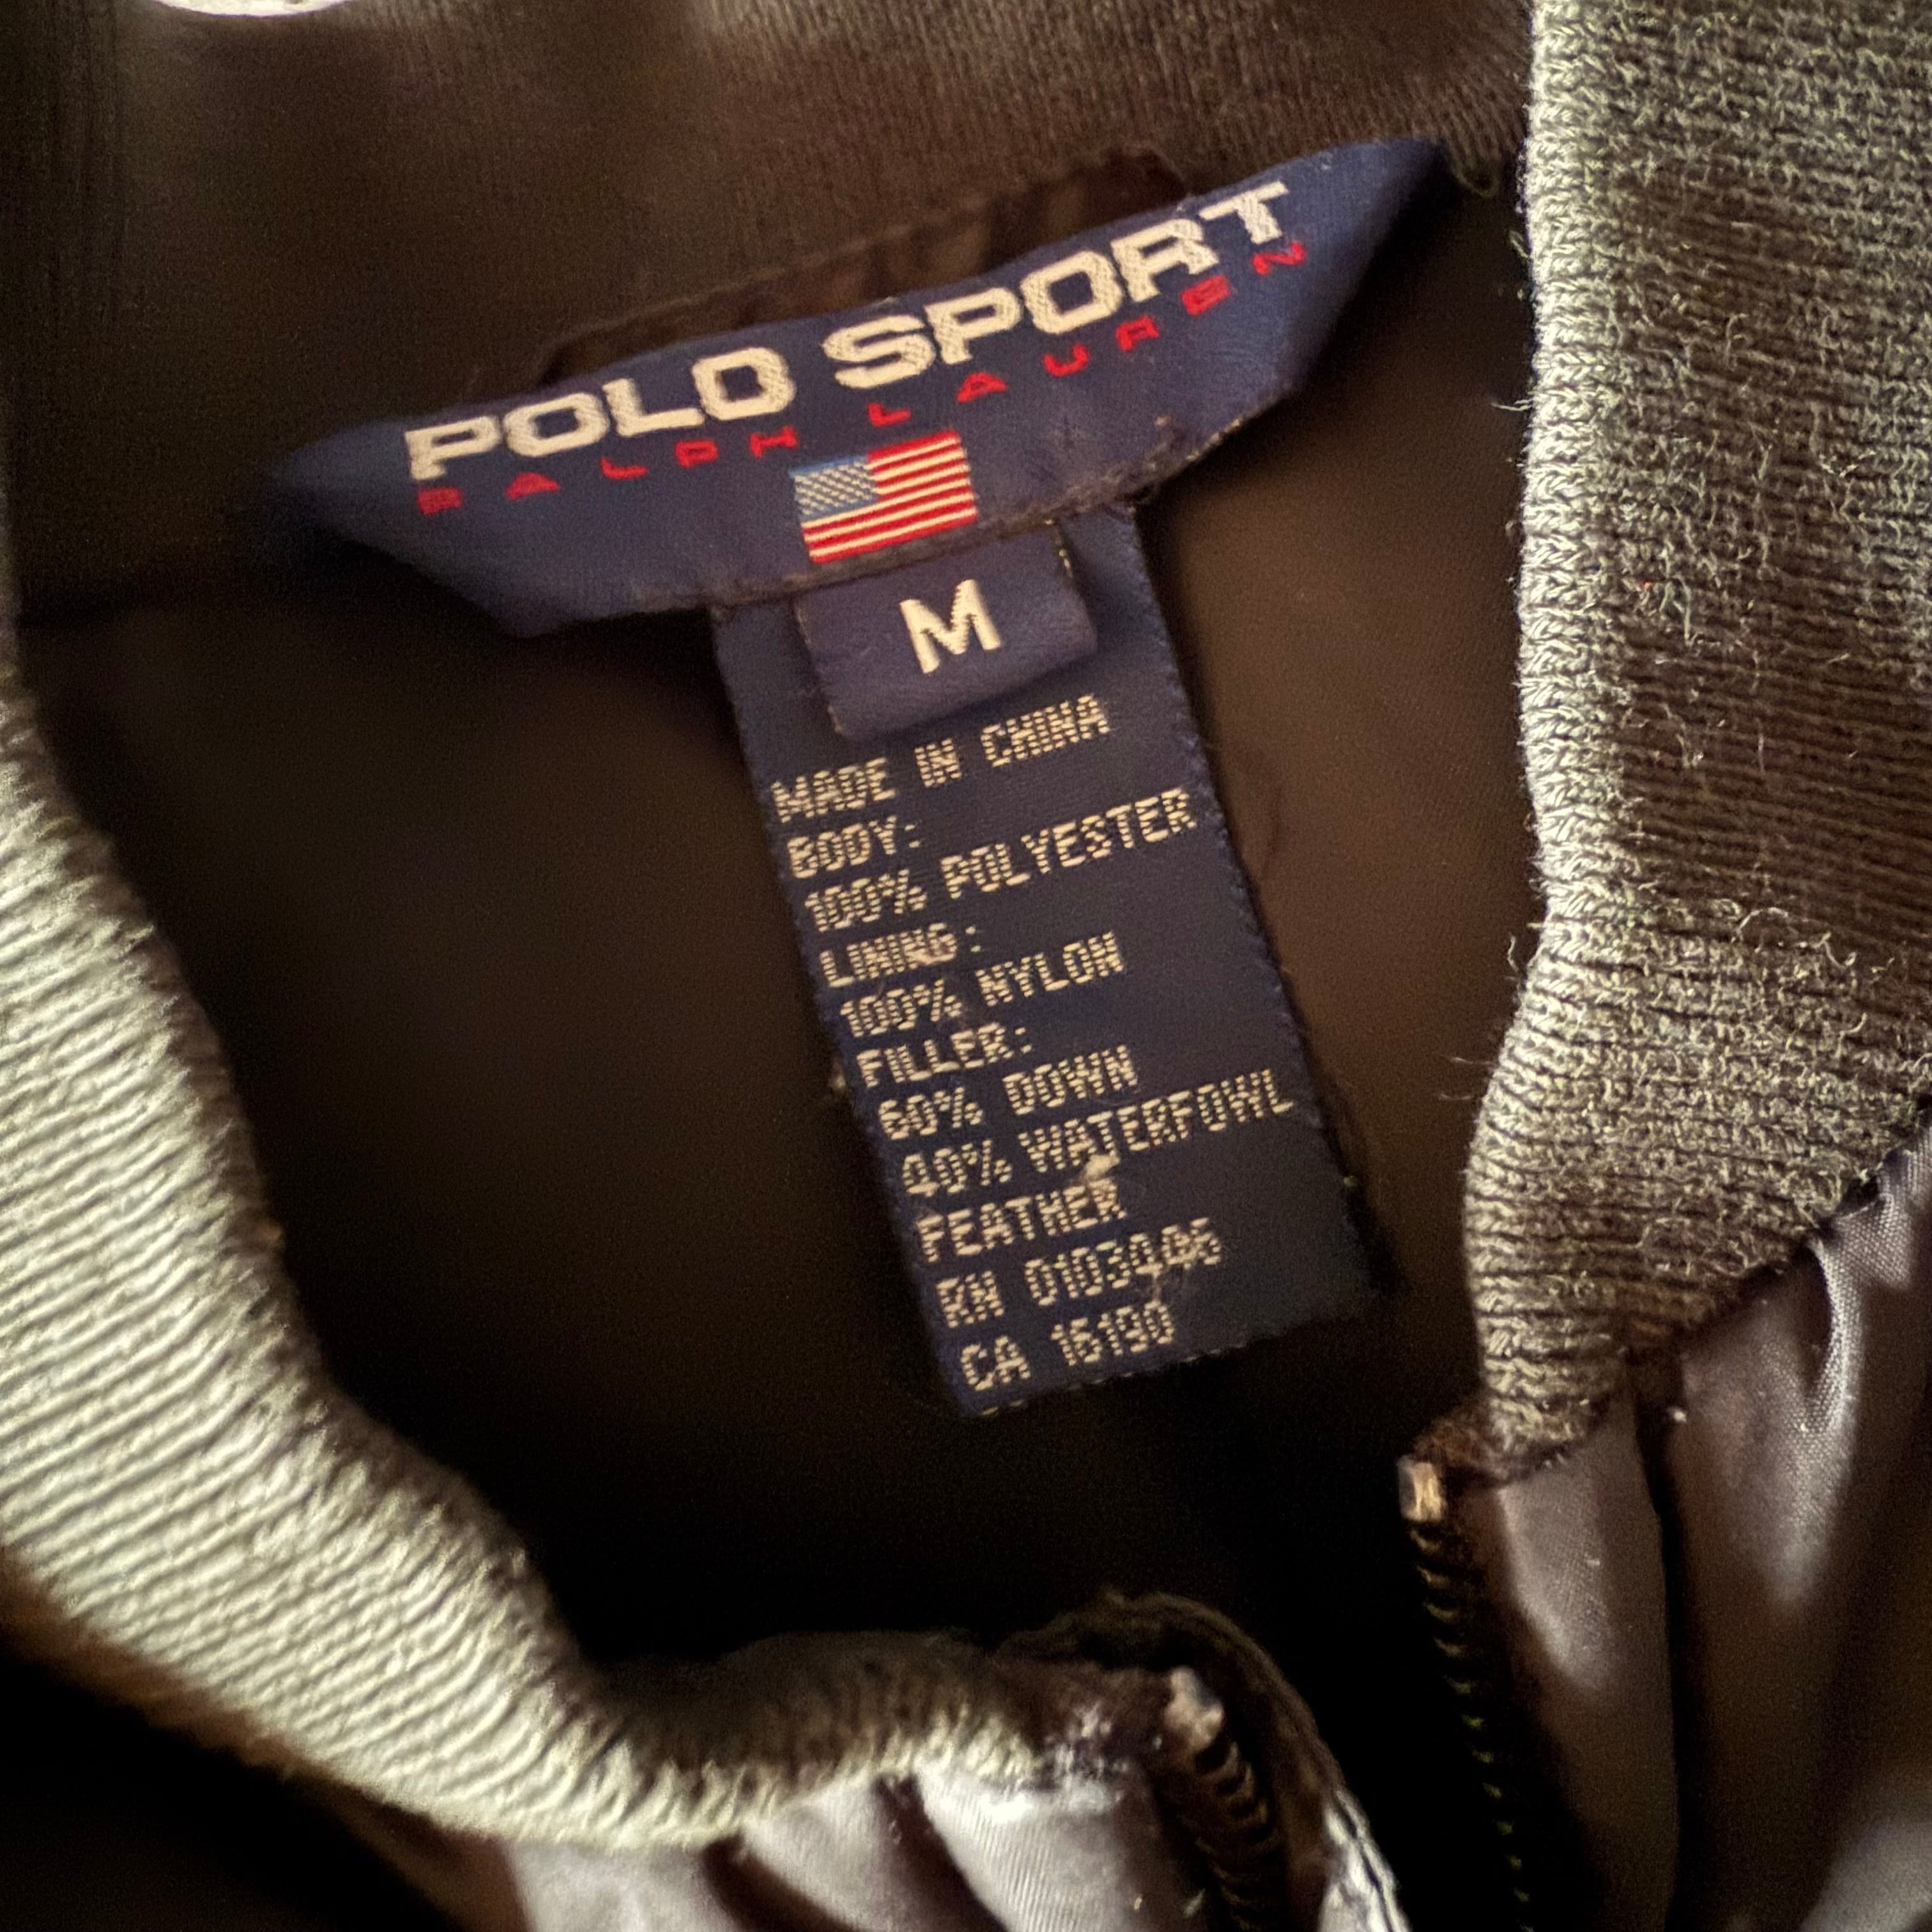 POLO SPORT
RALPH LAUREN
M
MADE IN CHINA
BODY:
100% POLYESTER
LINING:
100% NYLON
FILLER:
60% DOWN
40% WATERFOWL
FEATHER
RN 0103446
CA 16190